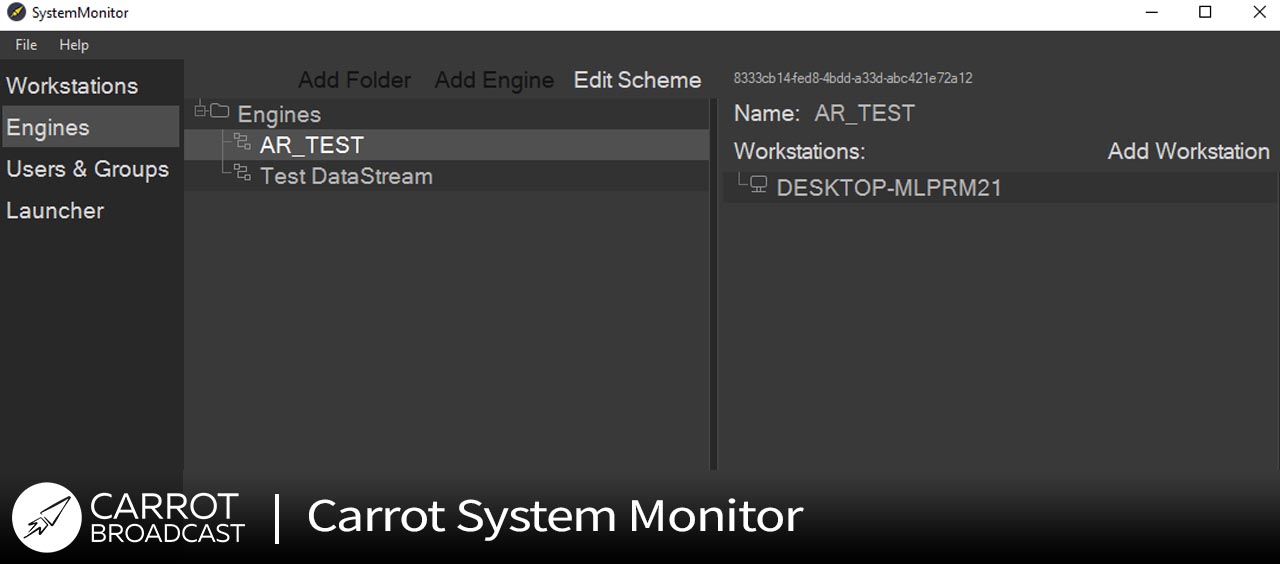 SystemMonitor
File Help
Workstations
Engines
Users & Groups
Launcher
Add Folder Add Engine Edit Scheme
Engines
AR_TEST
Test DataStream
8333cb14-fed8-4bdd-a33d-abc421e72a12
Name: AR_TEST
Workstations: Add Workstation
DESKTOP-MLPRM21
CARROT
BROADCAST
Carrot System Monitor